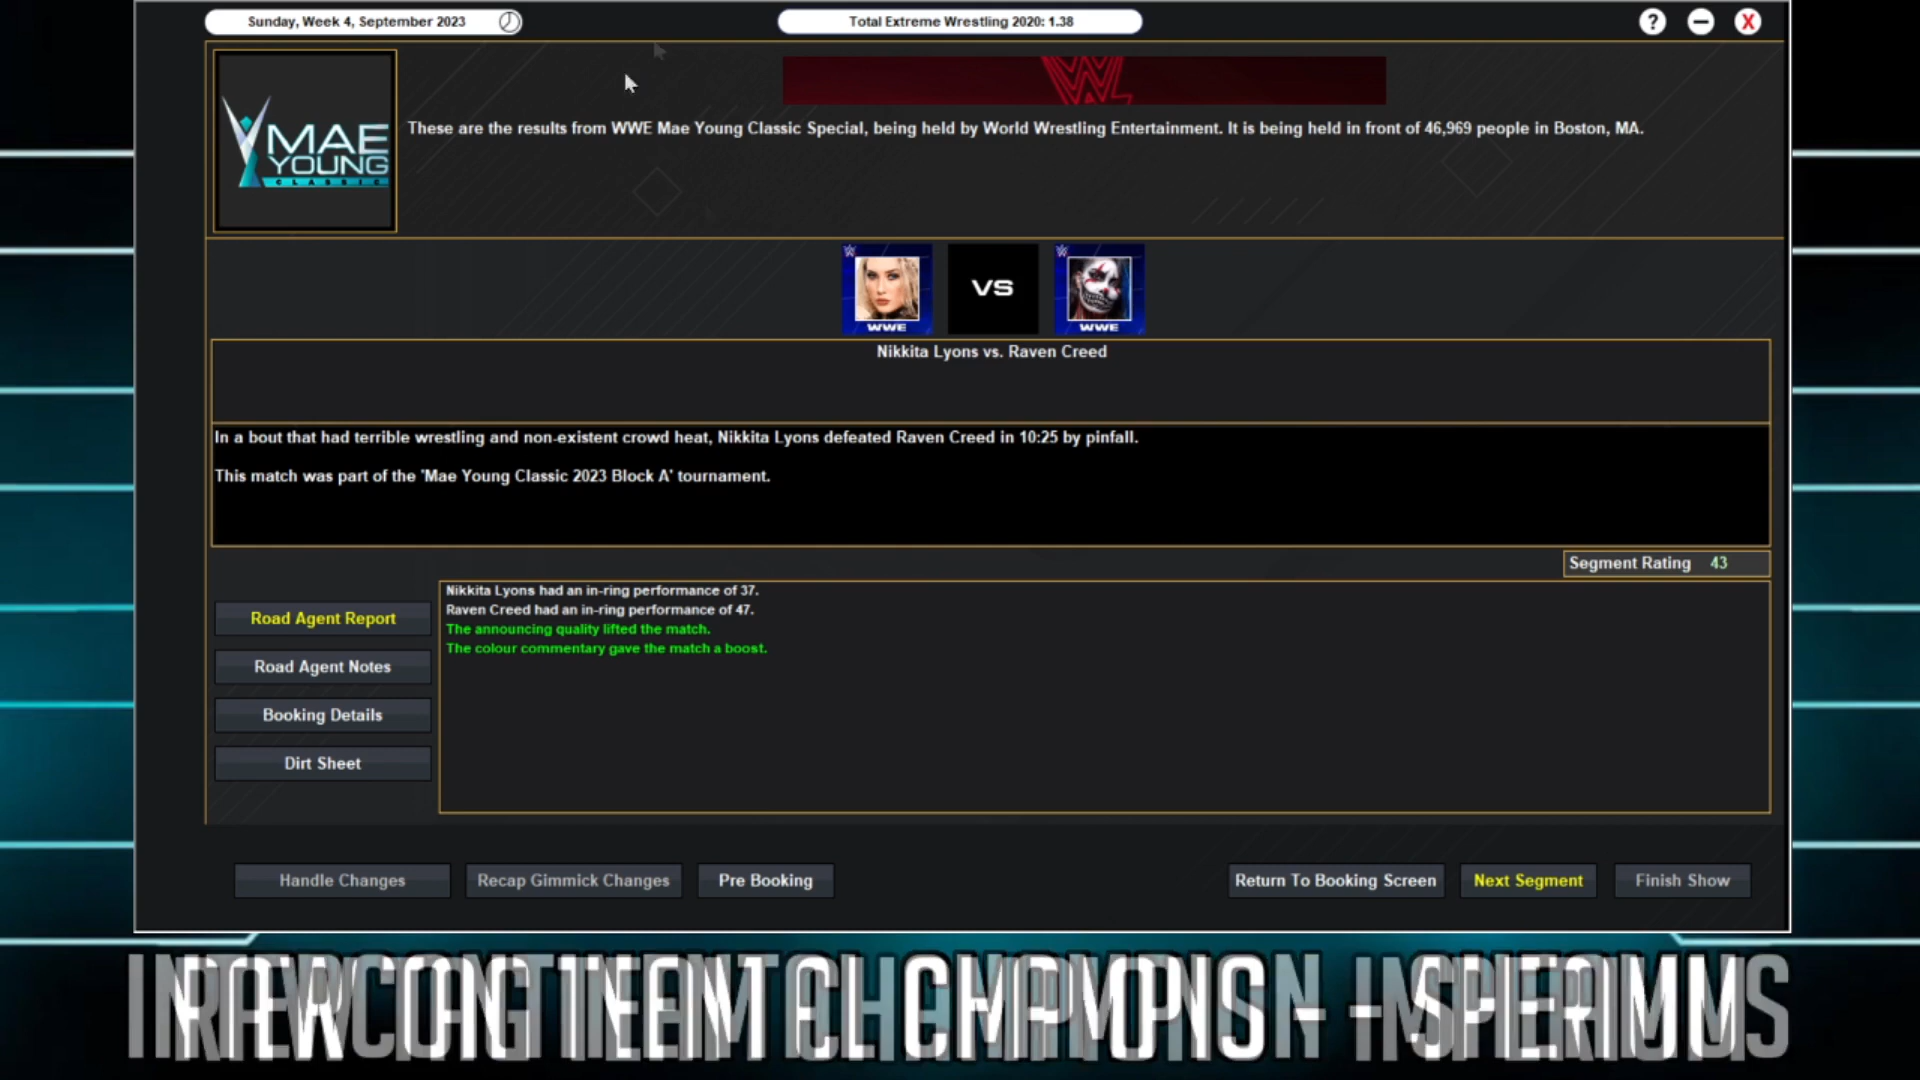 Sunday, Week 4, September 2023
Total Extreme Wrestling 2020: 1.38
MAE
YOUNG
CLASSIC
These are the results from WWE Mae Young Classic Special, being held by World Wrestling Entertainment. It is being held in front of 46,969 people in Boston, MA.
WWE
VS
WWE
Nikkita Lyons vs. Raven Creed
In a bout that had terrible wrestling and non-existent crowd heat, Nikkita Lyons defeated Raven Creed in 10:25 by pinfall.
This match was part of the 'Mae Young Classic 2023 Block A' tournament.
Segment Rating 43
Road Agent Report
Road Agent Notes
Booking Details
Dirt Sheet
Nikkita Lyons had an in-ring performance of 37.
Raven Creed had an in-ring performance of 47.
The announcing quality lifted the match.
The colour commentary gave the match a boost.
Handle Changes
Recap Gimmick Changes
Pre Booking
Return To Booking Screen
Next Segment
Finish Show